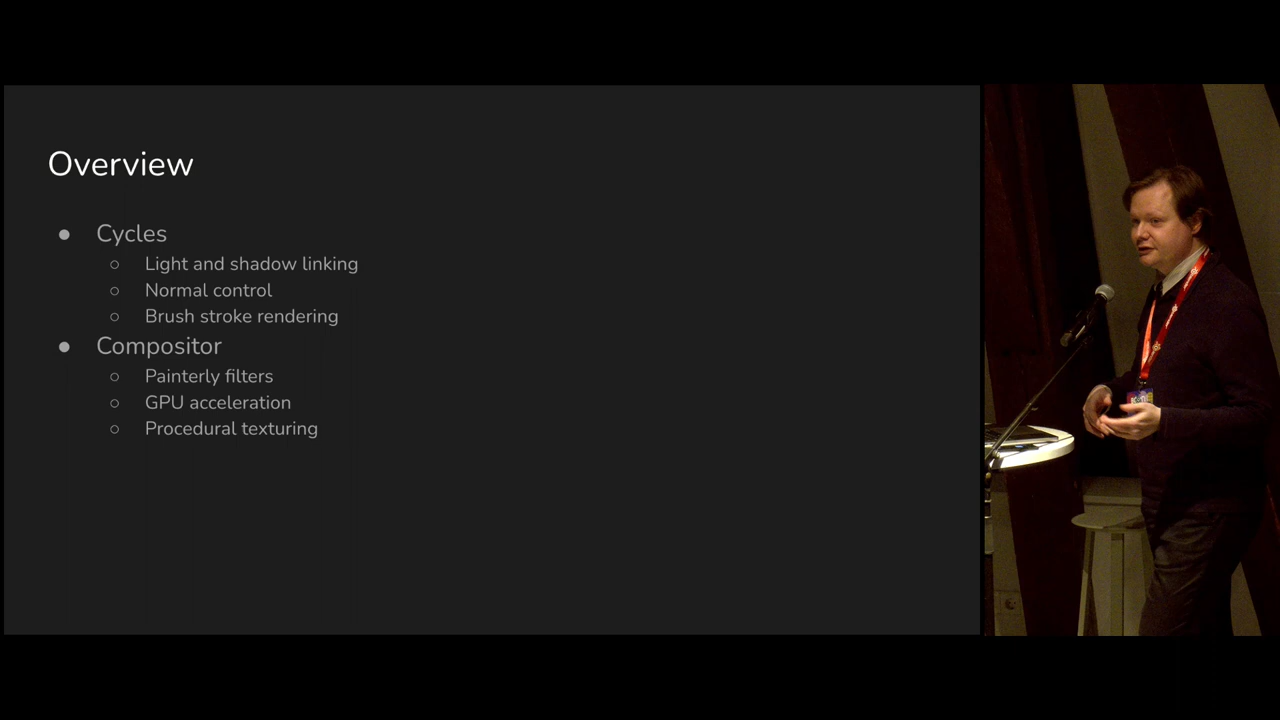 Overview
● Cycles
○ Light and shadow linking
○ Normal control
○ Brush stroke rendering
● Compositor
○ Painterly filters
○ GPU acceleration
○ Procedural texturing